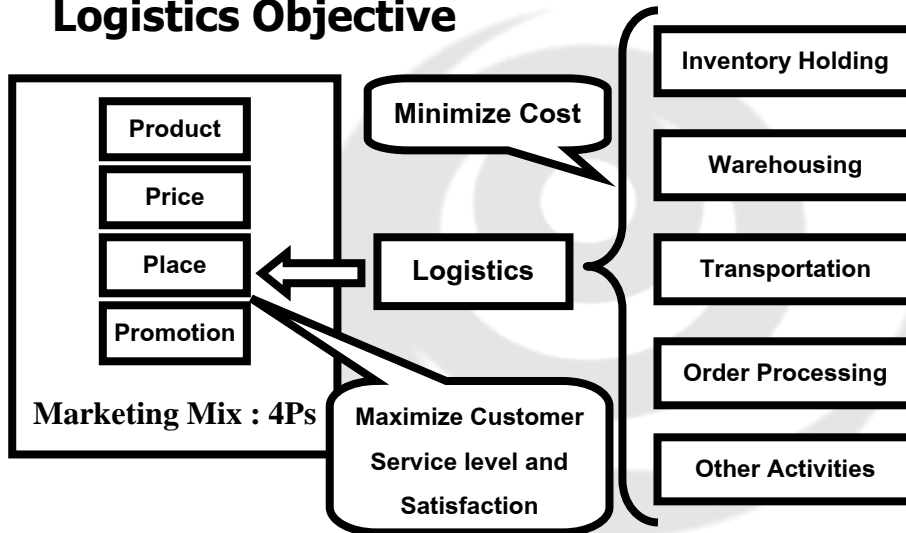 Logistics Objective
Product
Price
Place
Promotion
Marketing Mix : 4Ps
Minimize Cost
Logistics
Maximize Customer
Service level and
Satisfaction
Inventory Holding
Warehousing
Transportation
Order Processing
Other Activities